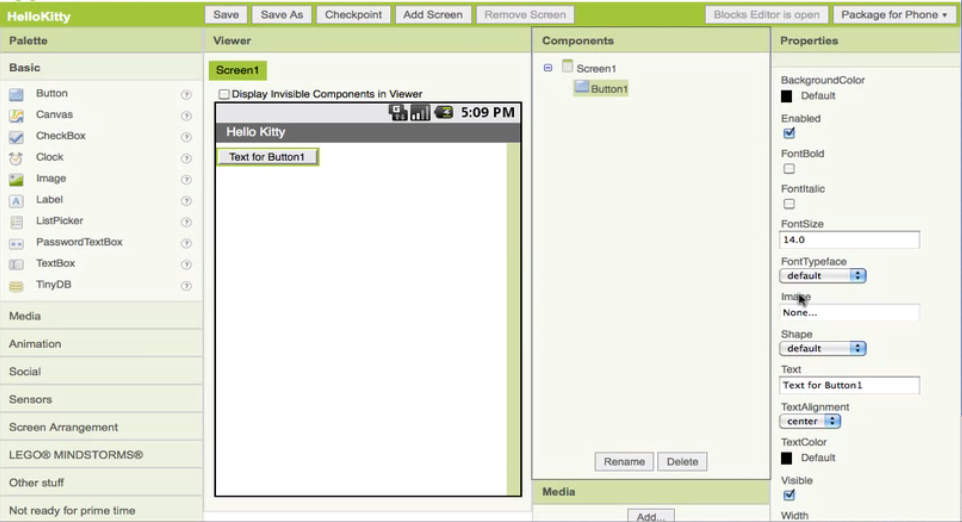 HelloKitty
Save
Save As
Checkpoint
Add Screen
Remove Screen
Blocks Editor is open
Package for Phone
Palette
Basic
Button
Canvas
CheckBox
Clock
Image
Label
ListPicker
PasswordTextBox
TextBox
TinyDB
Media
Animation
Social
Sensors
Screen Arrangement
LEGO® MINDSTORMS®
Other stuff
Not ready for prime time
Viewer
Screen1
Display Invisible Components in Viewer
5:09 PM
Hello Kitty
Text for Button1
Components
Screen1
Button1
Rename
Delete
Media
Add...
Properties
BackgroundColor
Default
Enabled
FontBold
FontItalic
FontSize
14.0
FontTypeface
default
Image
None...
Shape
default
Text
Text for Button1
TextAlignment
center
TextColor
Default
Visible
Width